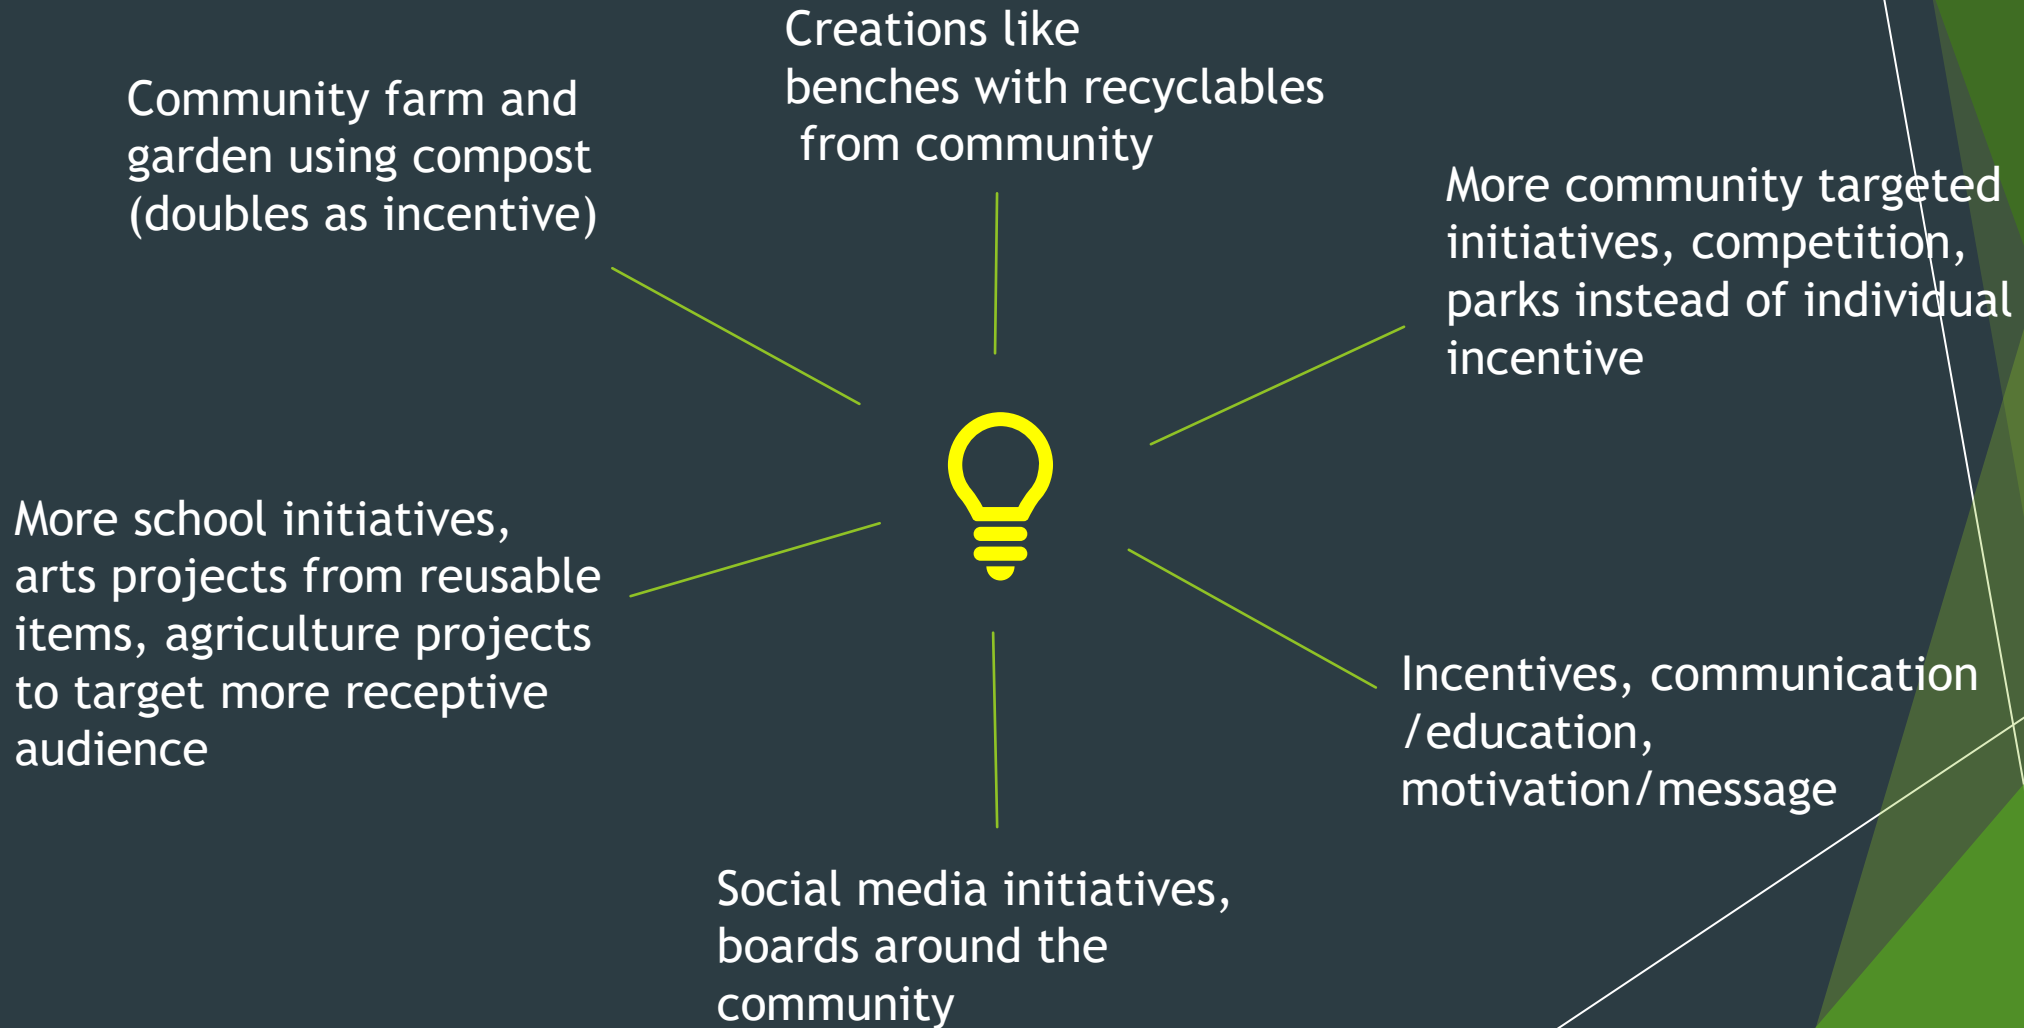 Creations like
benches with recyclables
from community
Community farm and
garden using compost
(doubles as incentive)
More community targeted
initiatives, competition,
parks instead of individual
incentive
More school initiatives,
arts projects from reusable
items, agriculture projects
to target more receptive
audience
Incentives, communication
/education,
motivation/message
Social media initiatives,
boards around the
community